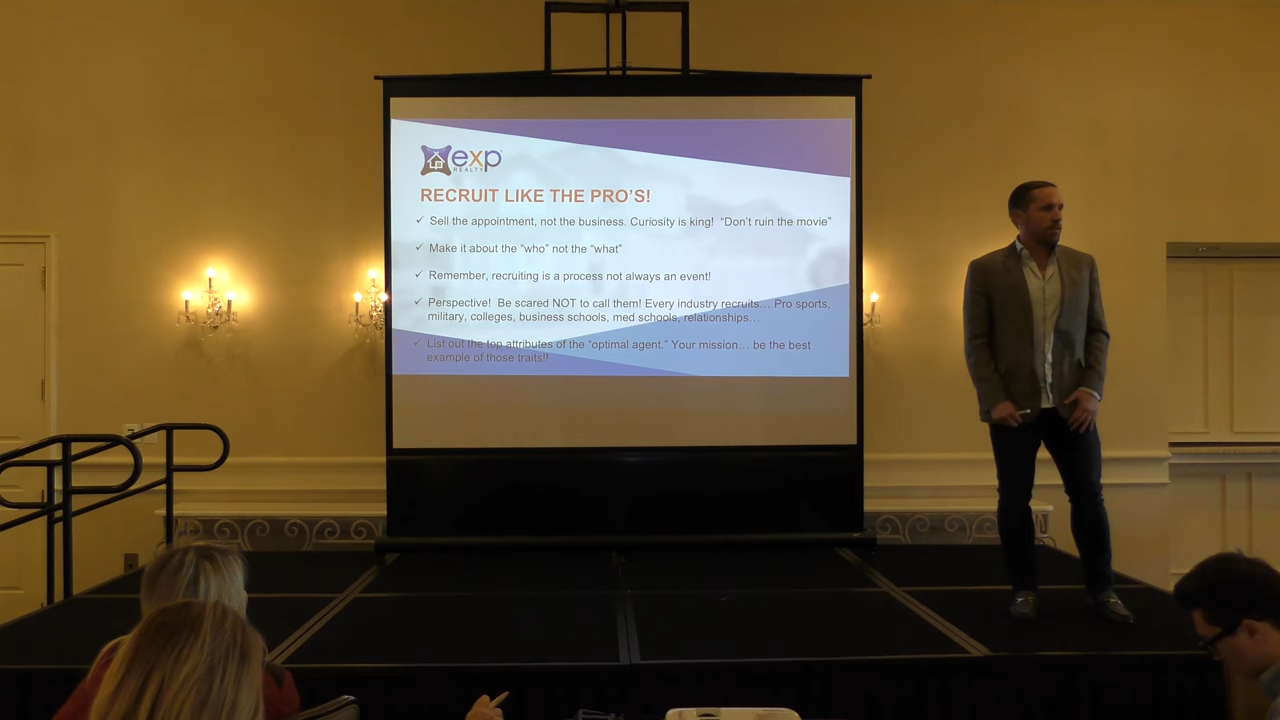 exp
REALTY
RECRUIT LIKE THE PRO'S!
✓ Sell the appointment, not the business. Curiosity is king! "Don't ruin the movie"
✓ Make it about the "who" not the "what"
✓ Remember, recruiting is a process not always an event!
✓ Perspective! Be scared NOT to call them! Every industry recruits… Pro sports,
military, colleges, business schools, med schools, relationships…
✓ List out the top attributes of the "optimal agent." Your mission… be the best
example of those traits!!